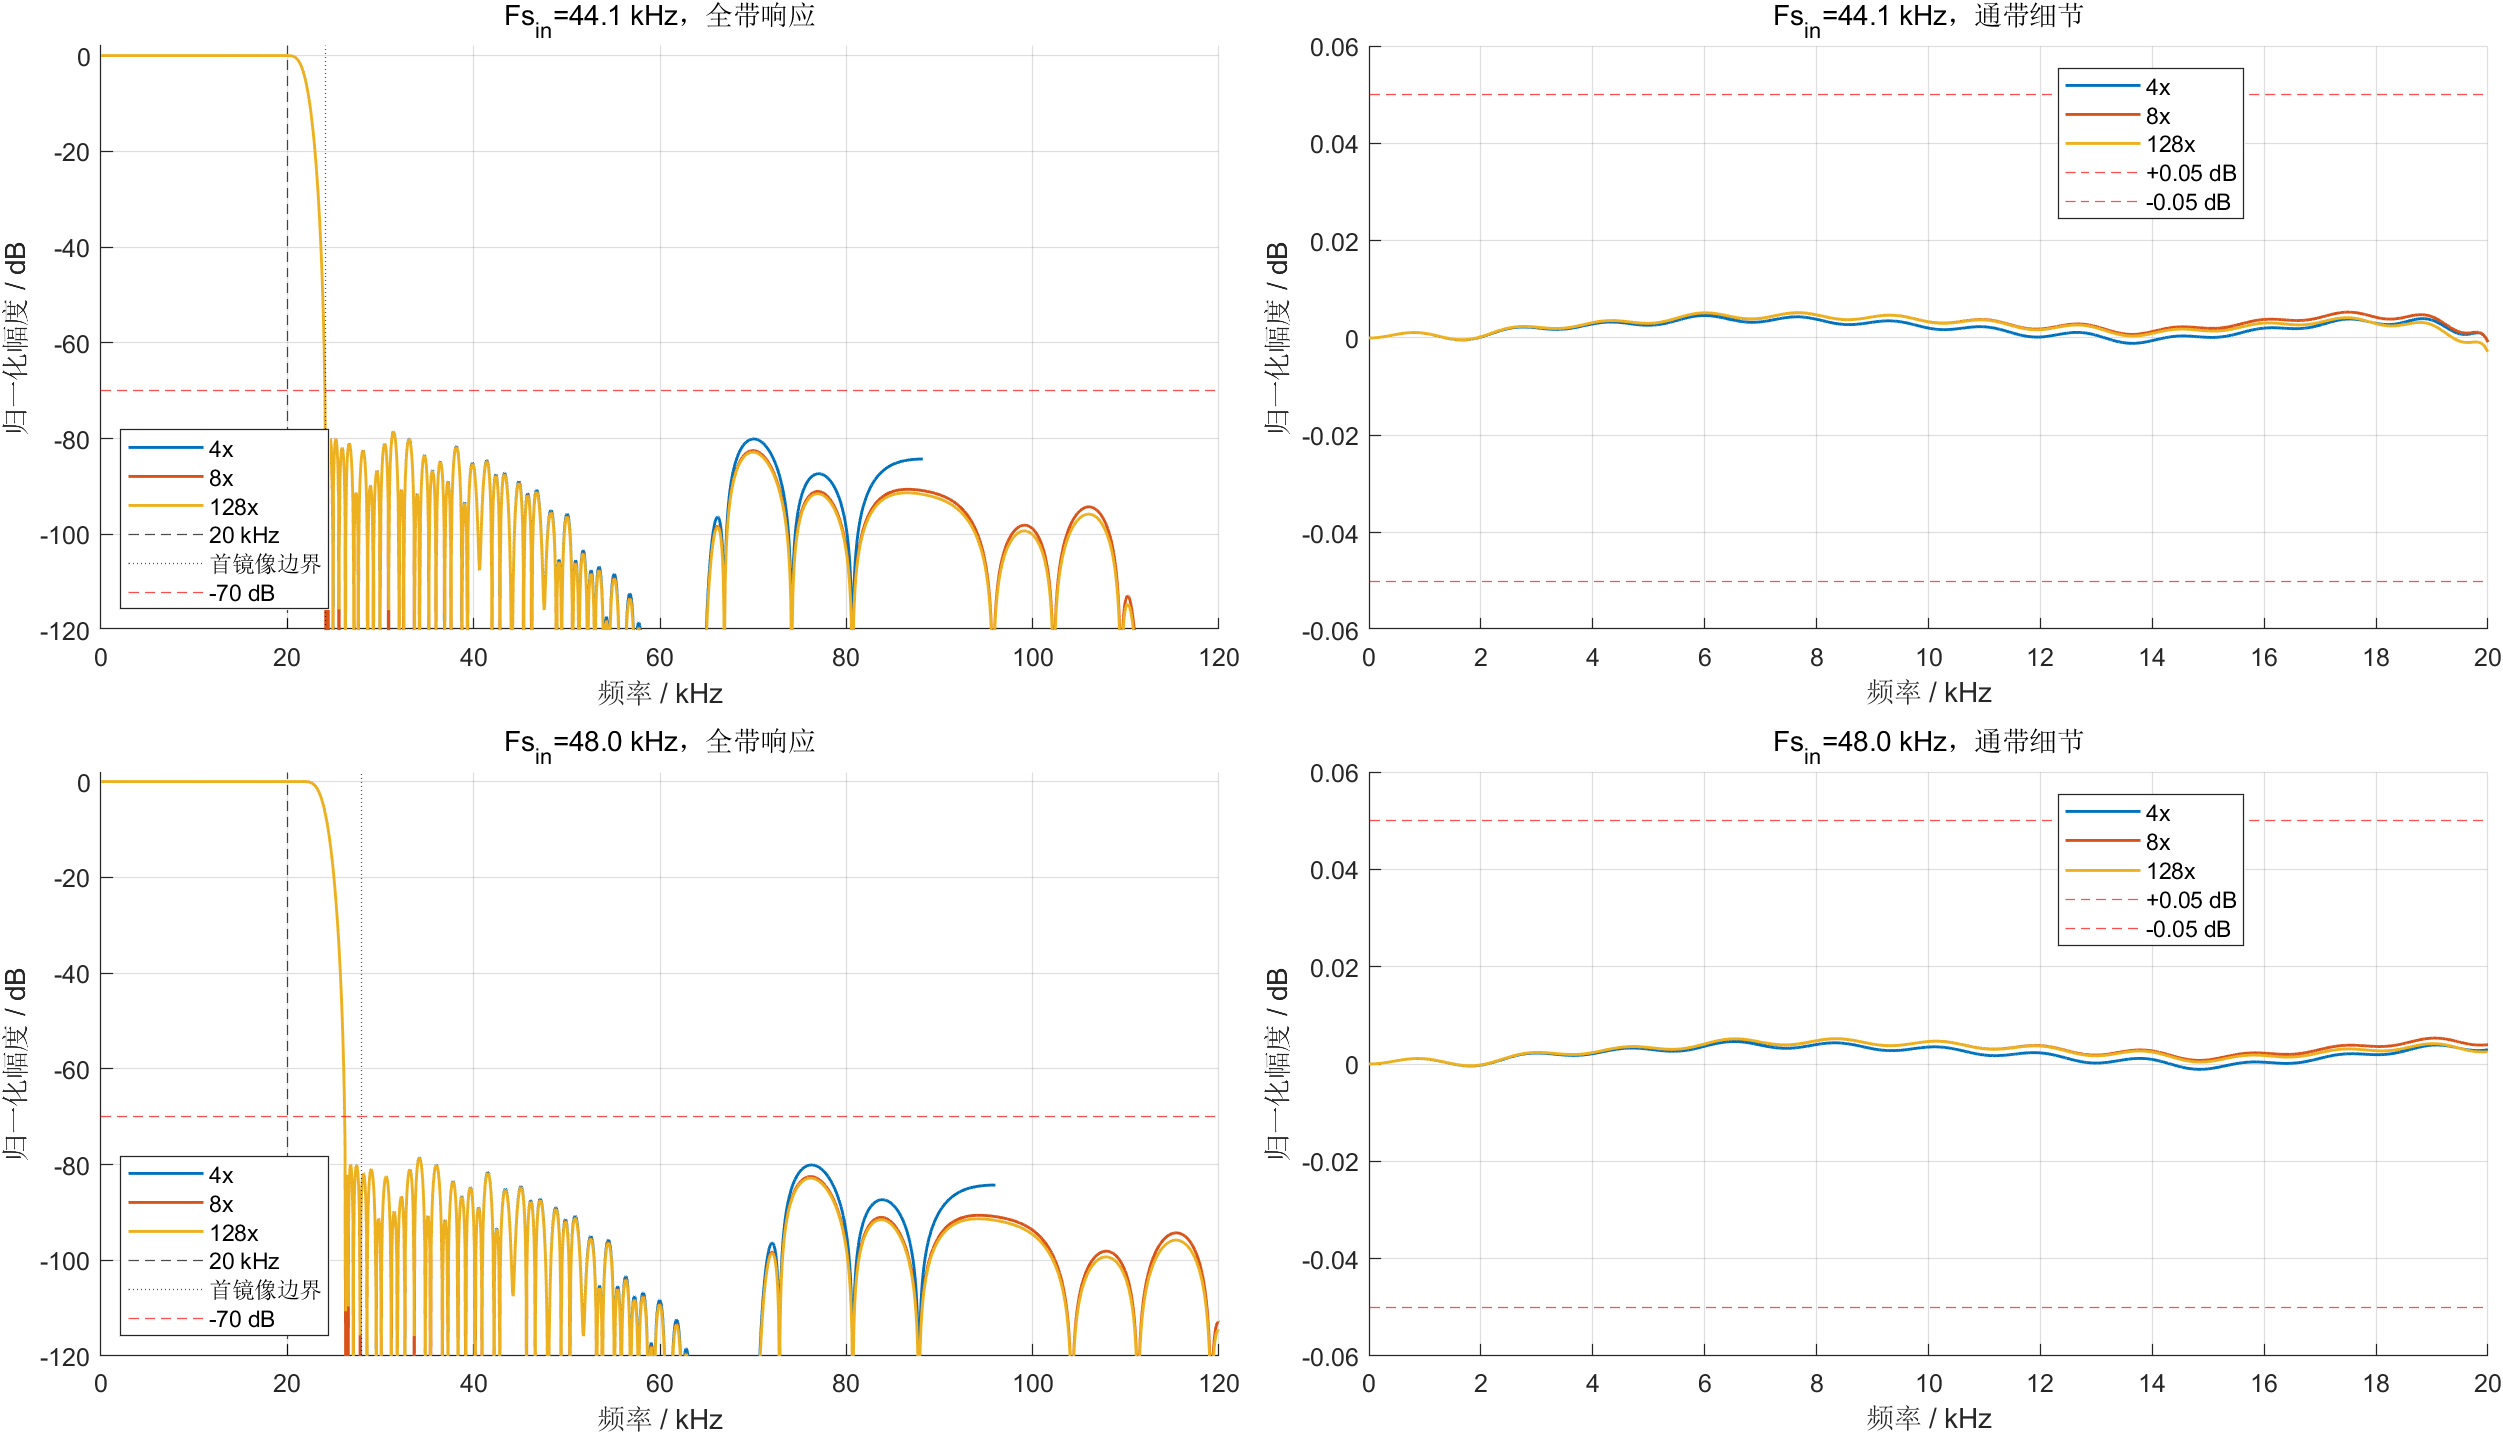 Fs_in=44.1 kHz，全带响应
归一化幅度 / dB
0
-20
-40
-60
-80
-100
-120
4x
8x
128x
20 kHz
首镜像边界
-70 dB
0 20 40 60 80 100 120
频率 / kHz
Fs_in=44.1 kHz，通带细节
归一化幅度 / dB
0.06
0.04
0.02
0
-0.02
-0.04
-0.06
4x
8x
128x
+0.05 dB
-0.05 dB
0 2 4 6 8 10 12 14 16 18 20
频率 / kHz
Fs_in=48.0 kHz，全带响应
归一化幅度 / dB
0
-20
-40
-60
-80
-100
-120
4x
8x
128x
20 kHz
首镜像边界
-70 dB
0 20 40 60 80 100 120
频率 / kHz
Fs_in=48.0 kHz，通带细节
归一化幅度 / dB
0.06
0.04
0.02
0
-0.02
-0.04
-0.06
4x
8x
128x
+0.05 dB
-0.05 dB
0 2 4 6 8 10 12 14 16 18 20
频率 / kHz